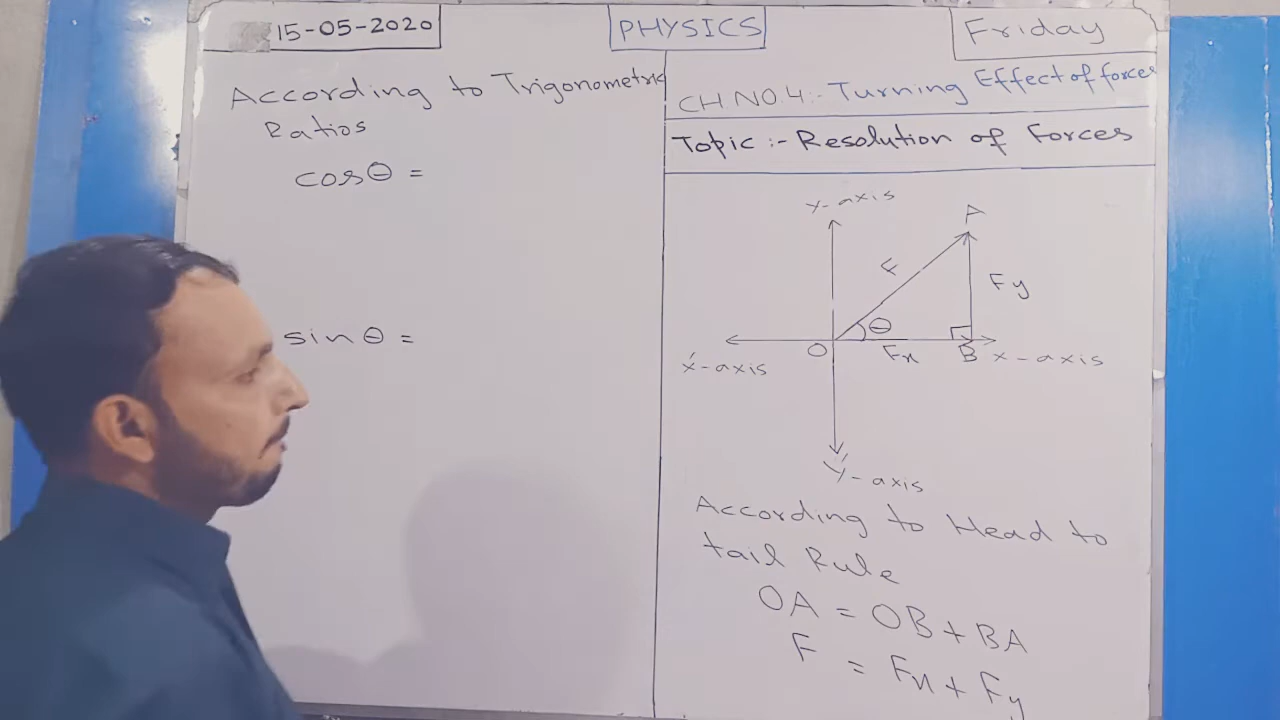 15-05-2020
PHYSICS
Friday
According to Trigonometric
Ratios
cosθ =
sinθ =
CH NO.4:- Turning Effect of forces
Topic:- Resolution of Forces
Y-axis
A
F
Fy
θ
O
Fx
B
x-axis
x'-axis
Y'-axis
According to Head to
tail Rule
OA = OB + BA
F = Fx + Fy